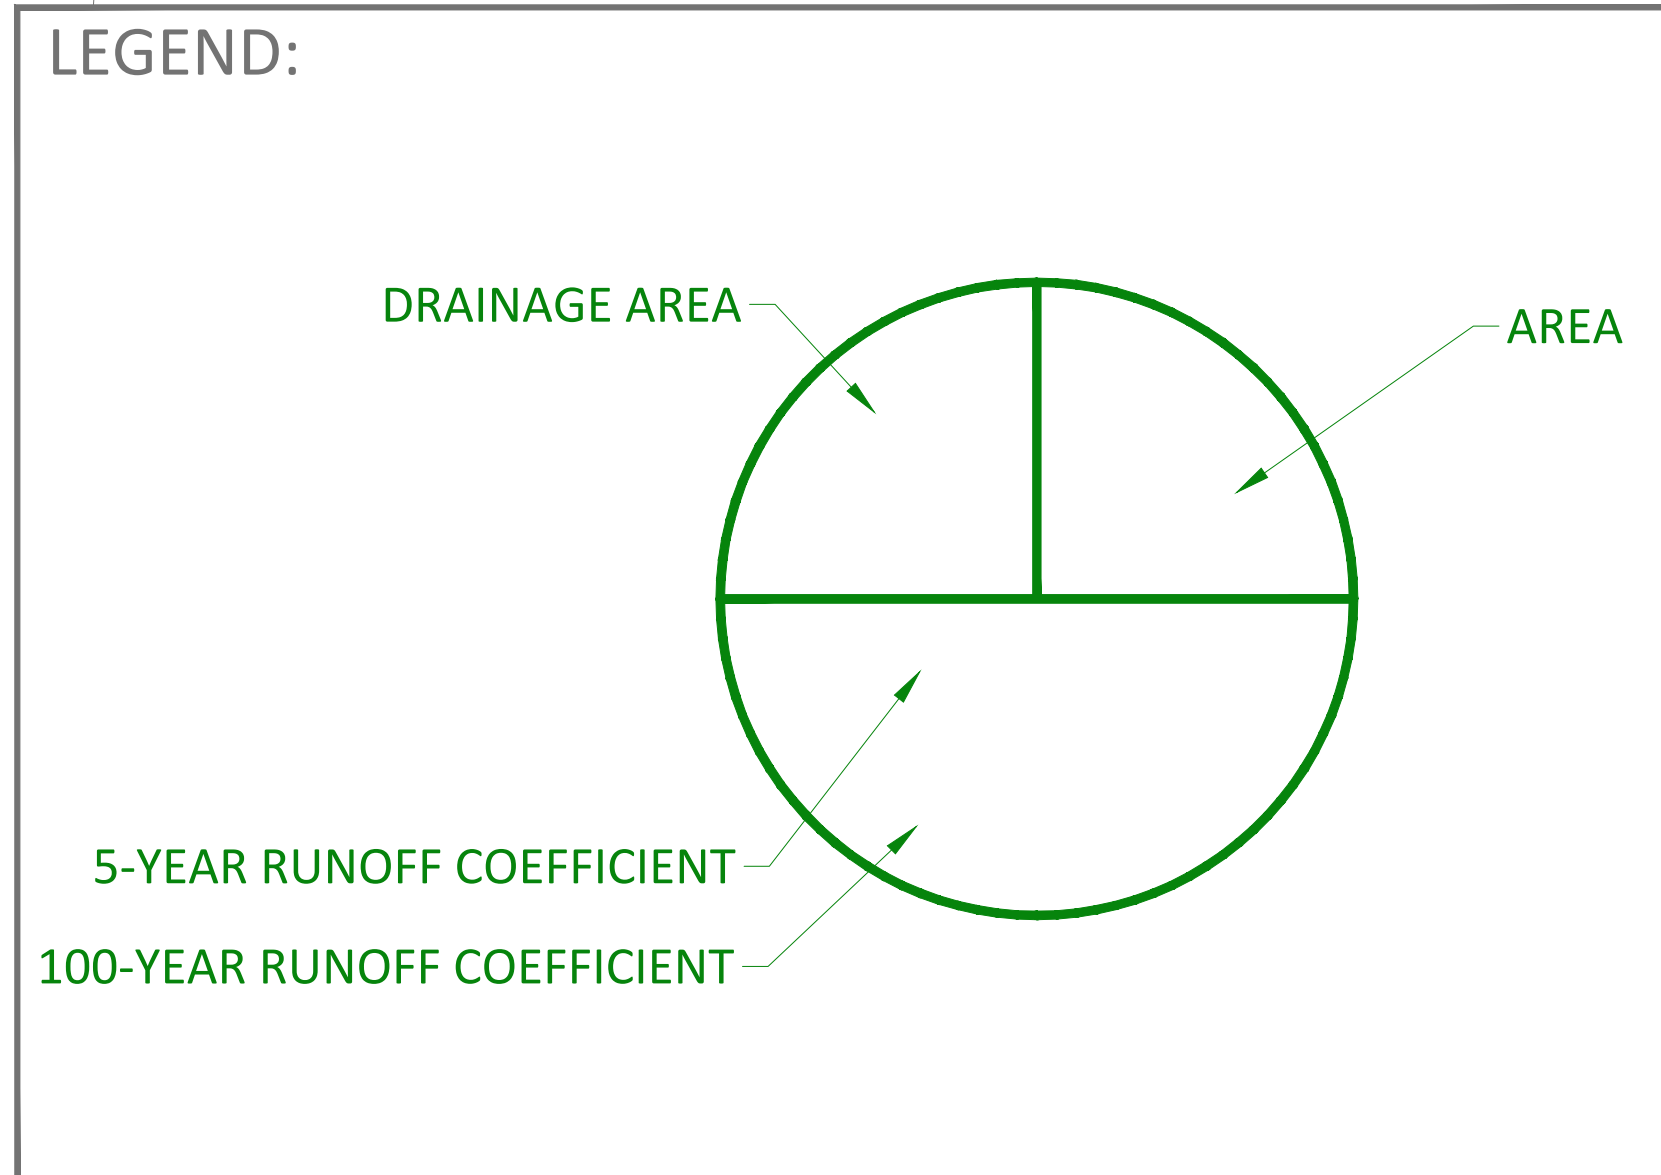 LEGEND:
DRAINAGE AREA
AREA
5-YEAR RUNOFF COEFFICIENT
100-YEAR RUNOFF COEFFICIENT